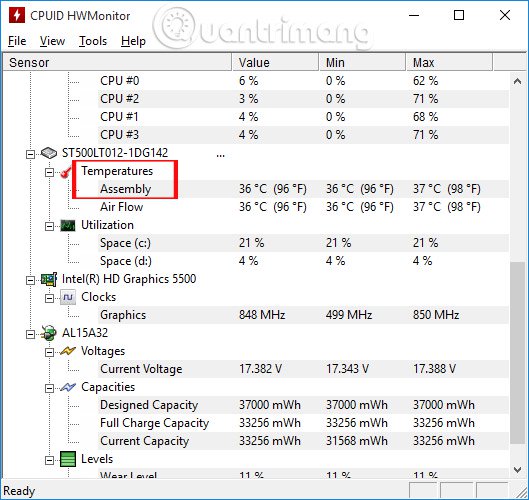 CPUID HWMonitor
Quantrimang
File View Tools Help
Sensor Value Min Max
CPU #0 6 % 0 % 62 %
CPU #2 3 % 0 % 71 %
CPU #1 4 % 0 % 68 %
CPU #3 4 % 0 % 71 %
ST500LT012-1DG142 ...
Temperatures
Assembly 36 °C (96 °F) 36 °C (96 °F) 37 °C (98 °F)
Air Flow 36 °C (96 °F) 36 °C (96 °F) 37 °C (98 °F)
Utilization
Space (c:) 21 % 21 % 21 %
Space (d:) 4 % 4 % 4 %
Intel(R) HD Graphics 5500
Clocks
Graphics 848 MHz 499 MHz 850 MHz
AL15A32
Voltages
Current Voltage 17.382 V 17.343 V 17.388 V
Capacities
Designed Capacity 37000 mWh 37000 mWh 37000 mWh
Full Charge Capacity 33256 mWh 33256 mWh 33256 mWh
Current Capacity 33256 mWh 31568 mWh 33256 mWh
Levels
Wear Level 11 % 11 % 11 %
Ready